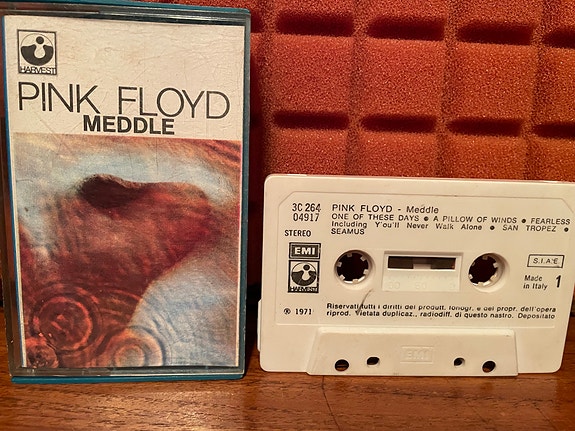 HARVEST
PINK FLOYD
MEDDLE
3C 264
04917
STEREO
EMI
HARVEST
℗ 1971
PINK FLOYD - Meddle
ONE OF THESE DAYS ● A PILLOW OF WINDS ● FEARLESS
Including You'll Never Walk Alone ● SAN TROPEZ ●
SEAMUS
S.I.A.E.
Made
in Italy
1
Riservati tutti i diritti dei produtt. fonogr. e dei propr. dell'opera
riprod. Vietata duplicaz., radiodiff. di questo nastro. Depositato
EMI